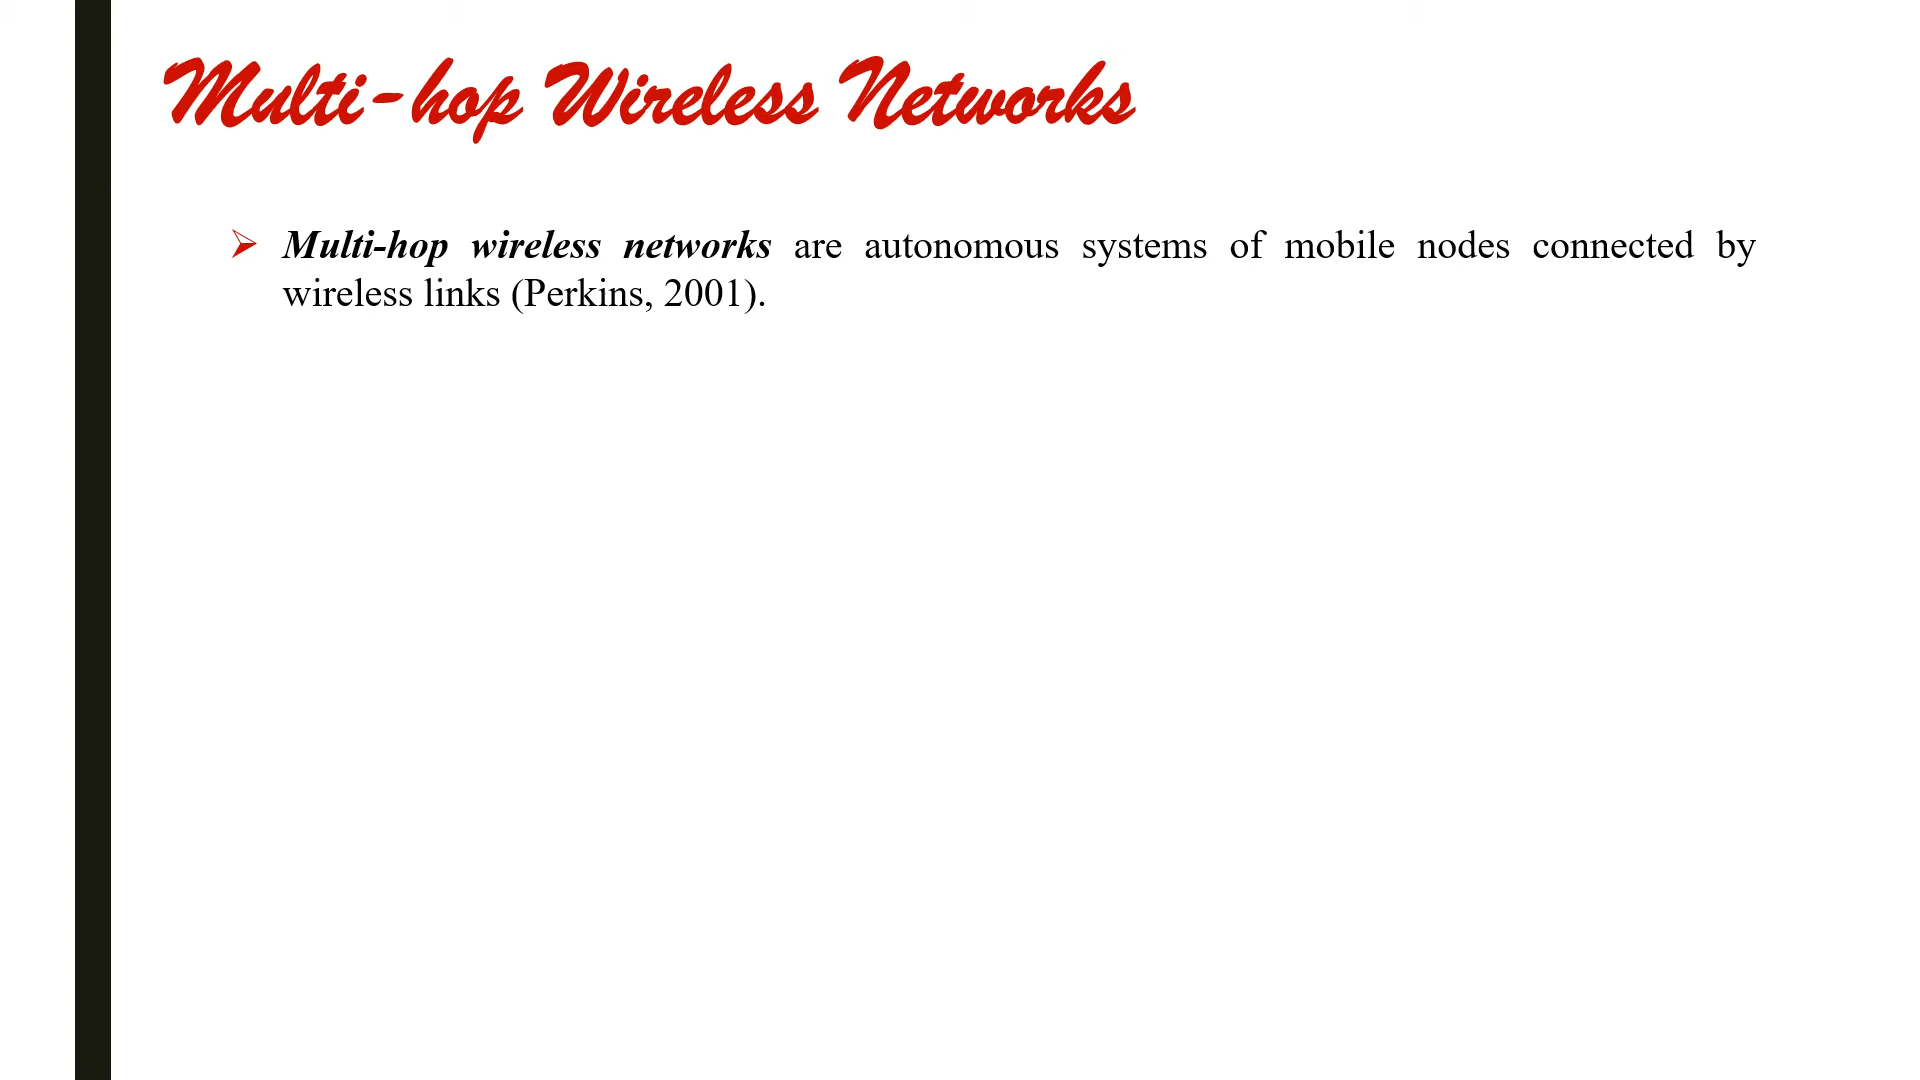 Multi-hop Wireless Networks
Multi-hop wireless networks are autonomous systems of mobile nodes connected by
wireless links (Perkins, 2001).